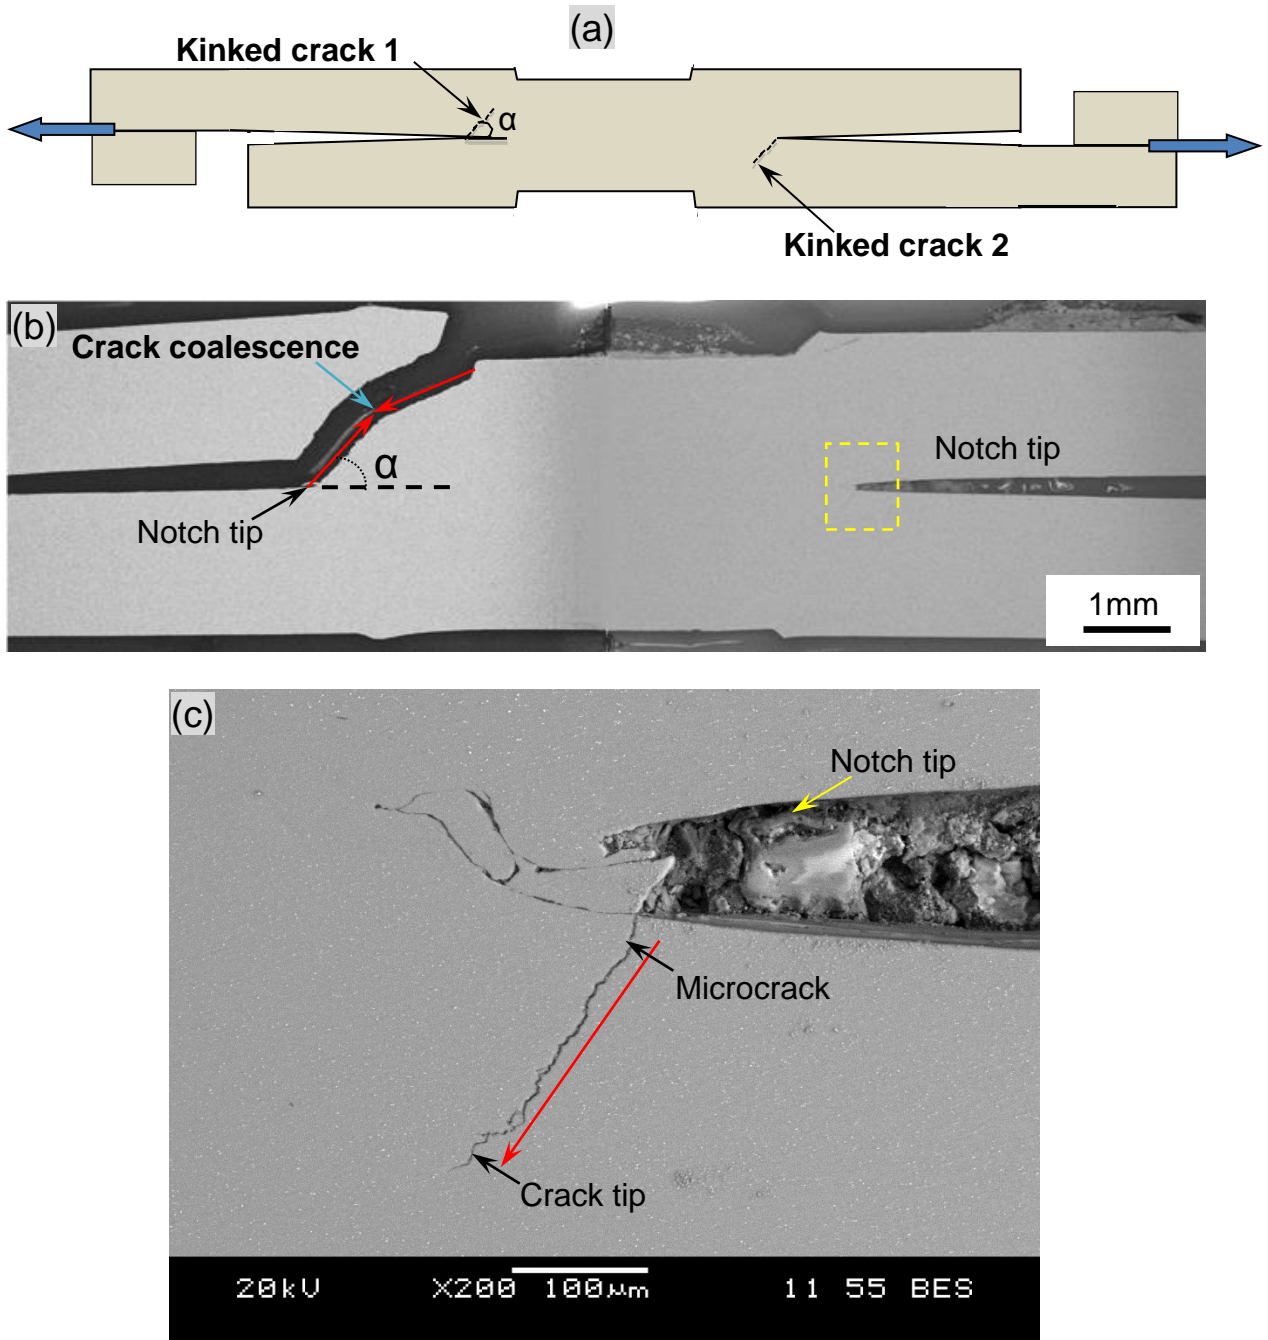 (a)
Kinked crack 1
α
Kinked crack 2
(b)
Crack coalescence
α
Notch tip
Notch tip
1mm
(c)
Notch tip
Microcrack
Crack tip
20kV X200 100µm 11 55 BES